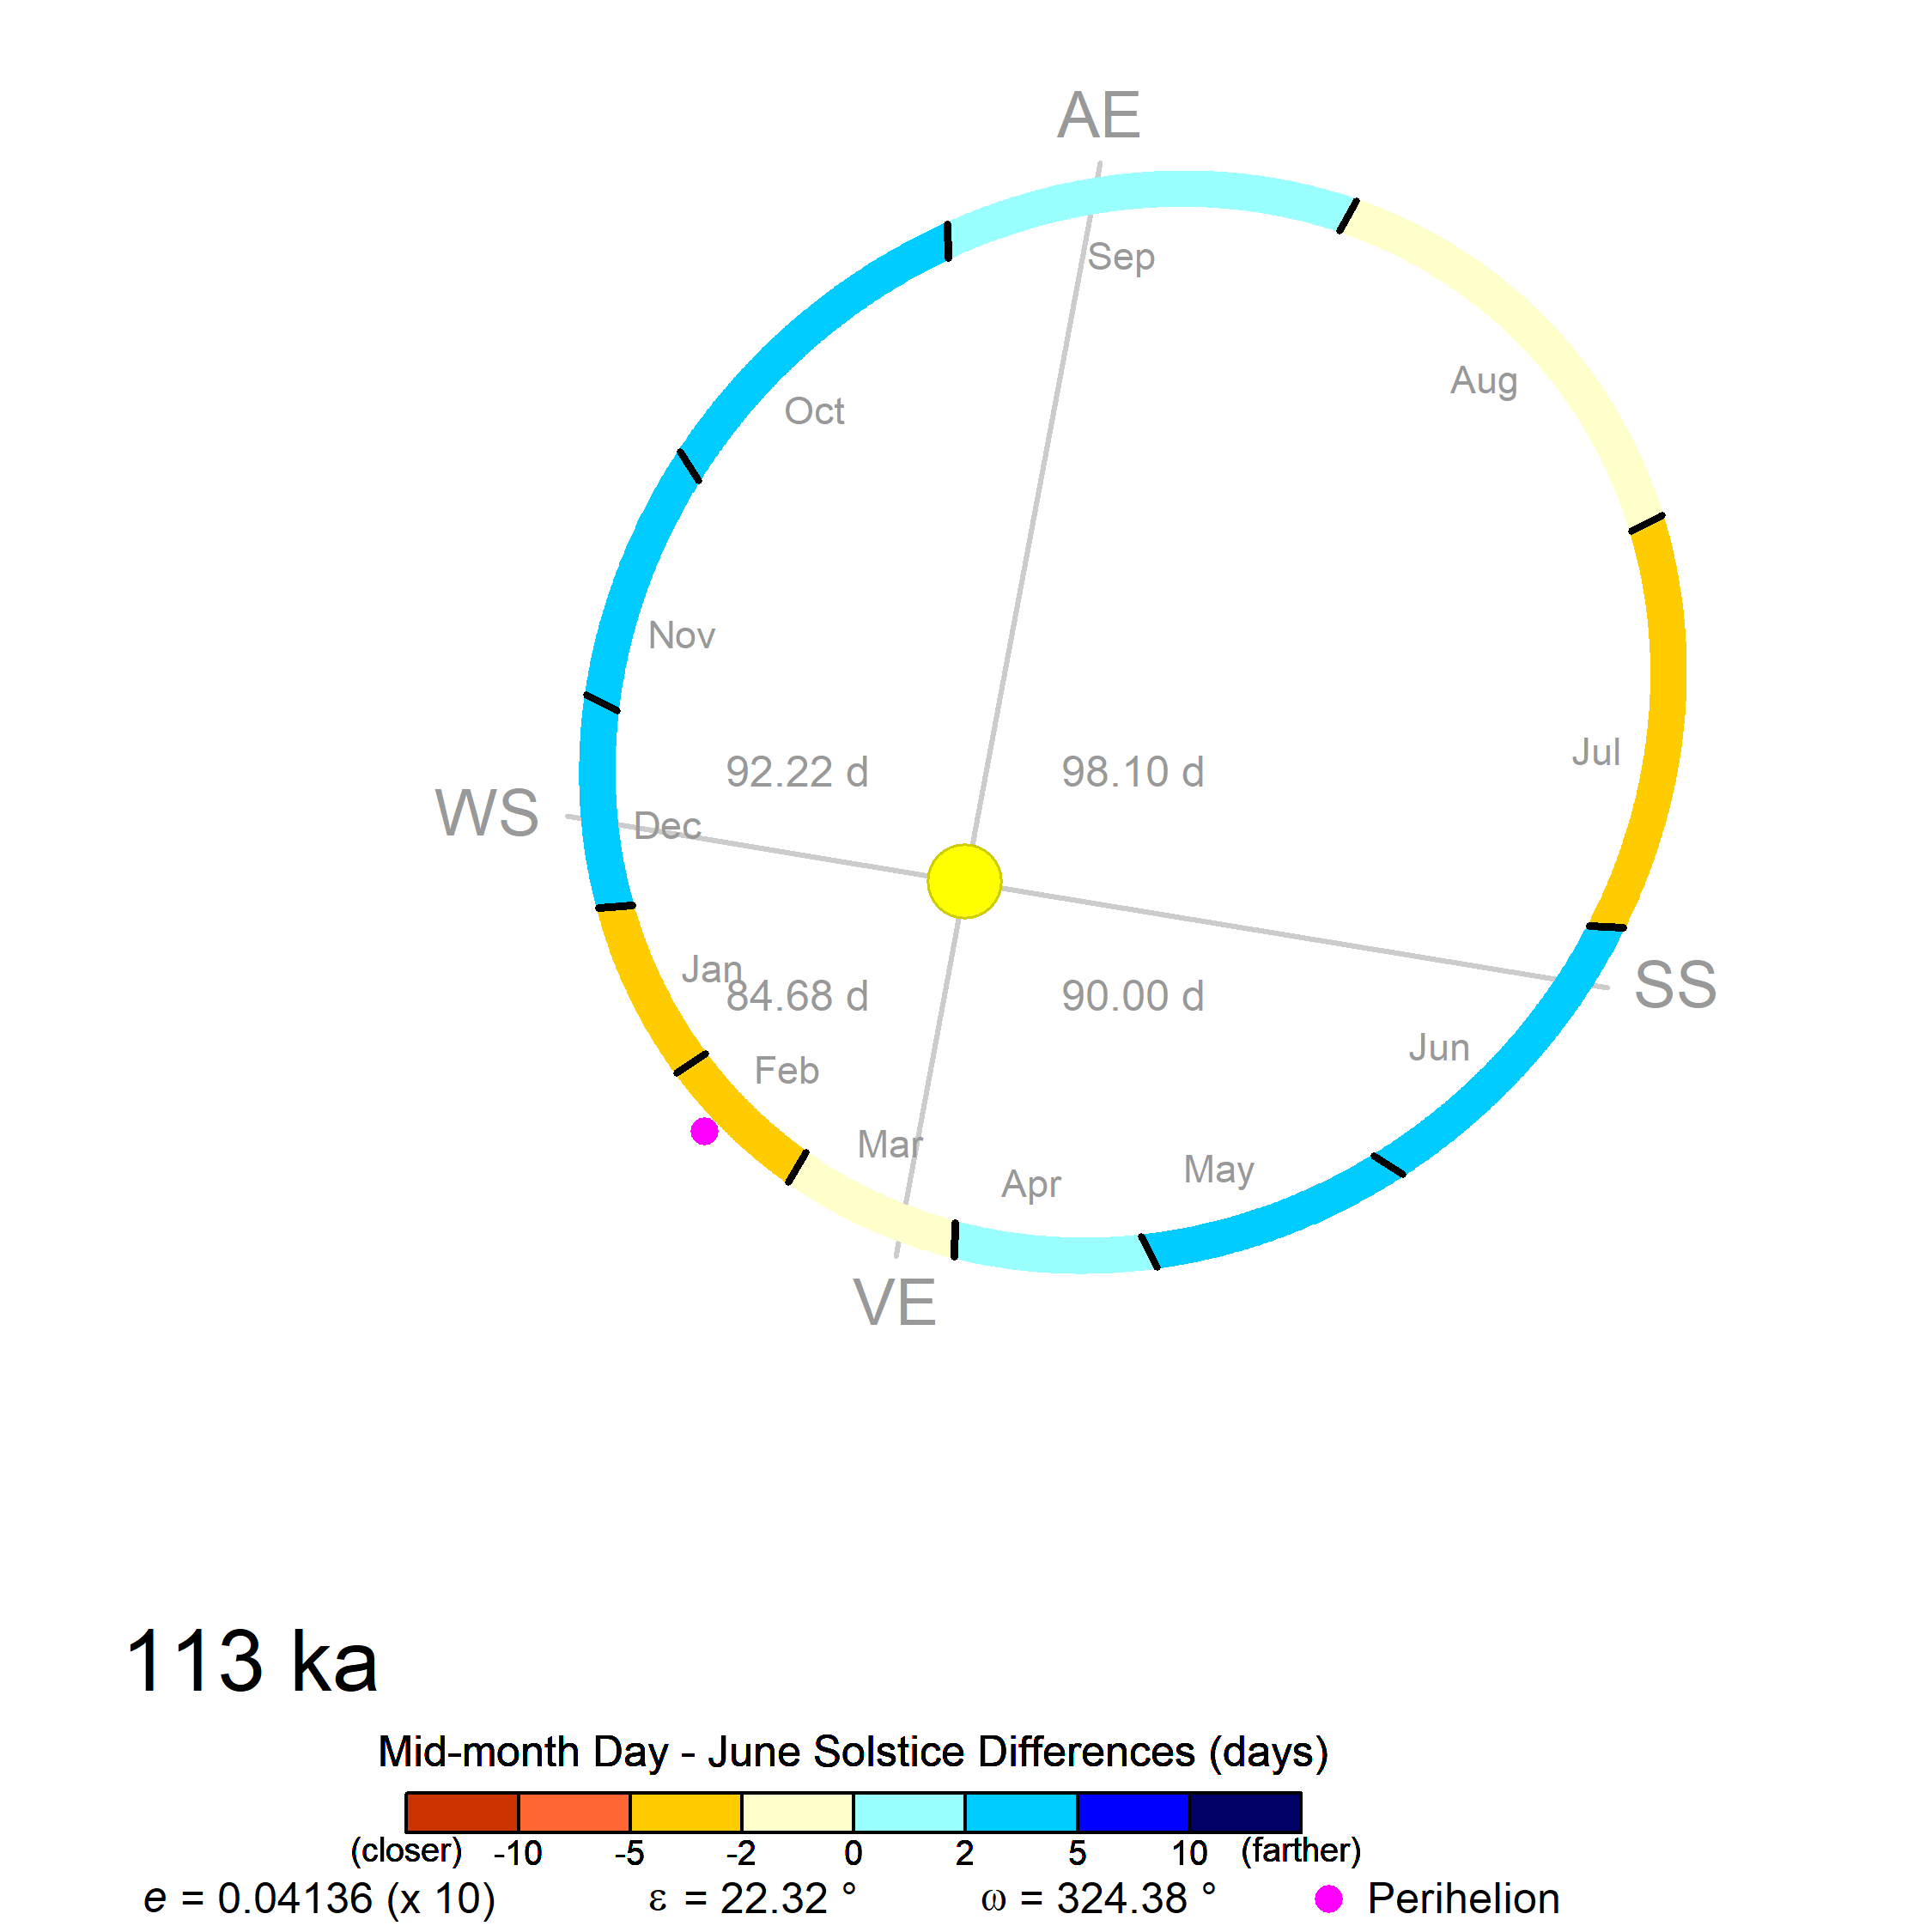 AE
Sep
Aug
Oct
Nov
Jul
92.22 d
98.10 d
WS
Dec
Jan
SS
84.68 d
90.00 d
Jun
Feb
Mar
May
Apr
VE
113 ka
Mid-month Day - June Solstice Differences (days)
(closer) -10 -5 -2 0 2 5 10 (farther)
e = 0.04136 (x 10) ε = 22.32 ° ω = 324.38 ° Perihelion